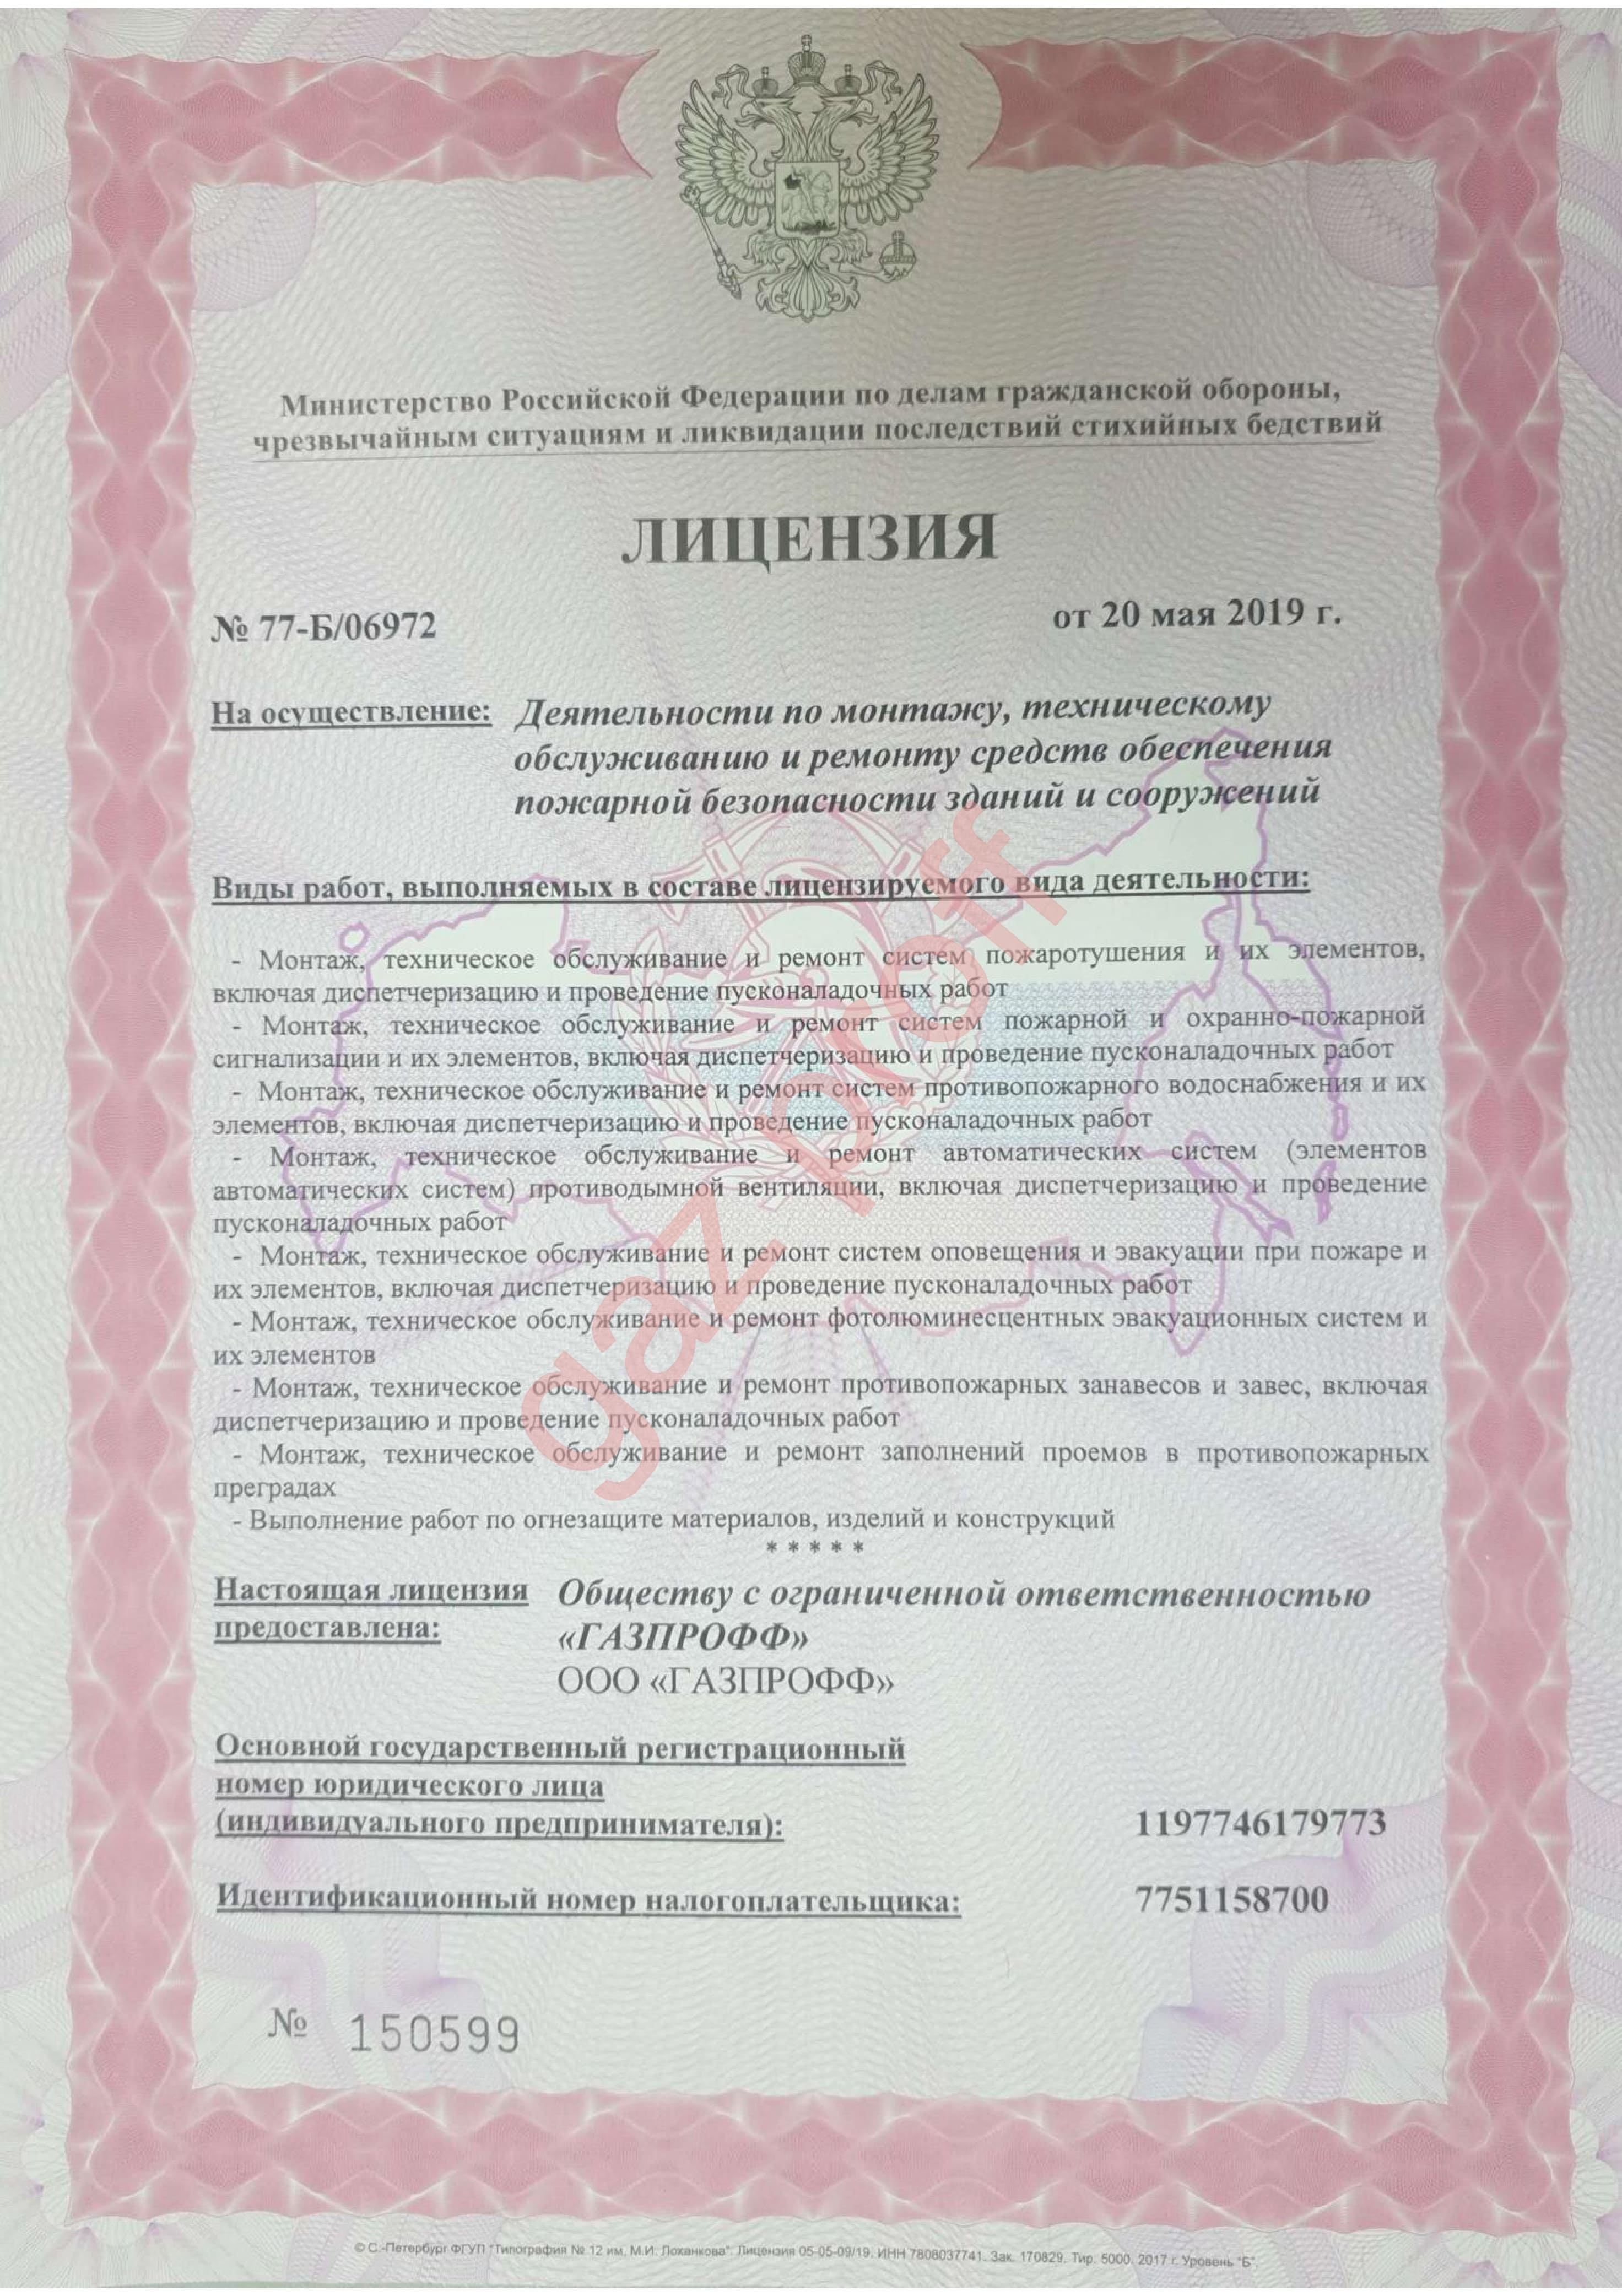 Министерство Российской Федерации по делам гражданской обороны,
чрезвычайным ситуациям и ликвидации последствий стихийных бедствий
ЛИЦЕНЗИЯ
№ 77-Б/06972
от 20 мая 2019 г.
На осуществление: Деятельности по монтажу, техническому
обслуживанию и ремонту средств обеспечения
пожарной безопасности зданий и сооружений
Виды работ, выполняемых в составе лицензируемого вида деятельности:
- Монтаж, техническое обслуживание и ремонт систем пожаротушения и их элементов,
включая диспетчеризацию и проведение пусконаладочных работ
- Монтаж, техническое обслуживание и ремонт систем пожарной и охранно-пожарной
сигнализации и их элементов, включая диспетчеризацию и проведение пусконаладочных работ
- Монтаж, техническое обслуживание и ремонт систем противопожарного водоснабжения и их
элементов, включая диспетчеризацию и проведение пусконаладочных работ
- Монтаж, техническое обслуживание и ремонт автоматических систем (элементов
автоматических систем) противодымной вентиляции, включая диспетчеризацию и проведение
пусконаладочных работ
- Монтаж, техническое обслуживание и ремонт систем оповещения и эвакуации при пожаре и
их элементов, включая диспетчеризацию и проведение пусконаладочных работ
- Монтаж, техническое обслуживание и ремонт фотолюминесцентных эвакуационных систем и
их элементов
- Монтаж, техническое обслуживание и ремонт противопожарных занавесов и завес, включая
диспетчеризацию и проведение пусконаладочных работ
- Монтаж, техническое обслуживание и ремонт заполнений проемов в противопожарных
преградах
- Выполнение работ по огнезащите материалов, изделий и конструкций
* * * * *
Настоящая лицензия Обществу с ограниченной ответственностью
предоставлена: «ГАЗПРОФФ»
ООО «ГАЗПРОФФ»
Основной государственный регистрационный
номер юридического лица
(индивидуального предпринимателя): 1197746179773
Идентификационный номер налогоплательщика: 7751158700
№ 150599
© С.-Петербург ФГУП "Типография № 12 им. М.И. Лоханкова". Лицензия 05-05-09/19. ИНН 7808037741. Зак. 170829. Тир. 5000. 2017 г. Уровень "Б".
gaz proff